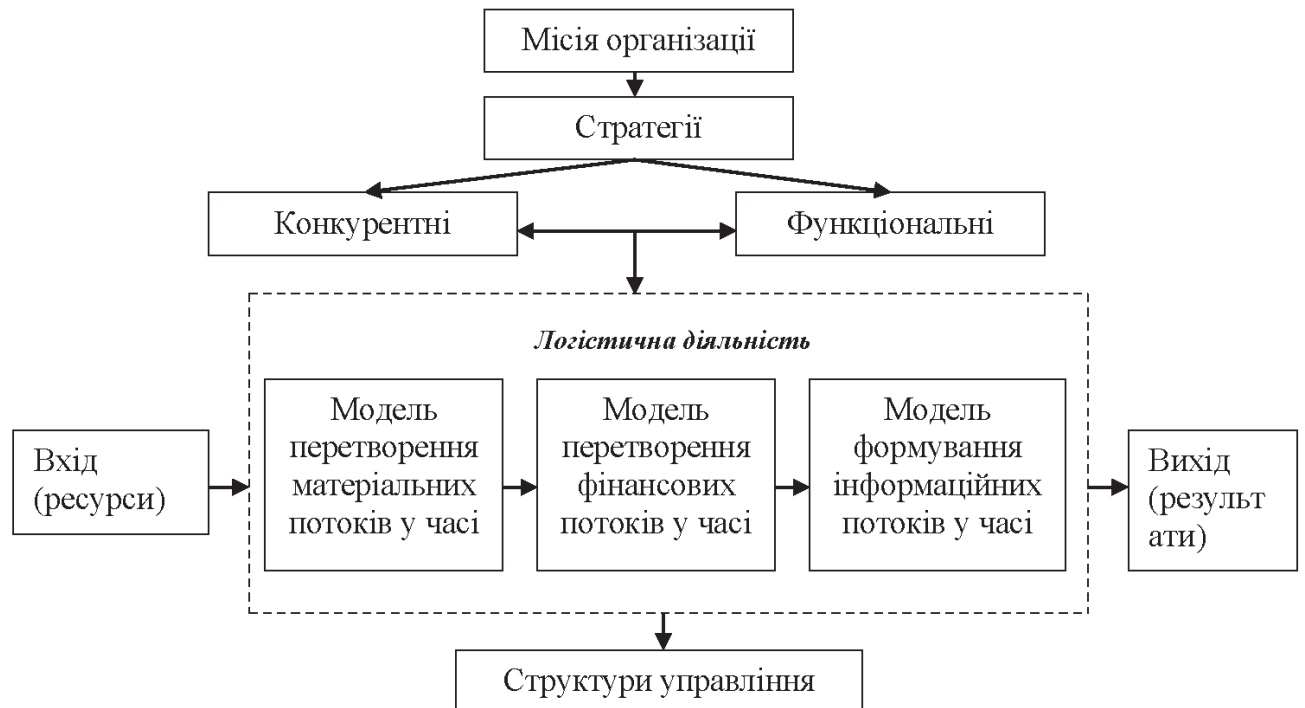 Місія організації
Стратегії
Конкурентні
Функціональні
Логістична діяльність
Вхід
(ресурси)
Модель
перетворення
матеріальних
потоків у часі
Модель
перетворення
фінансових
потоків у часі
Модель
формування
інформаційних
потоків у часі
Вихід
(результ
ати)
Структури управління